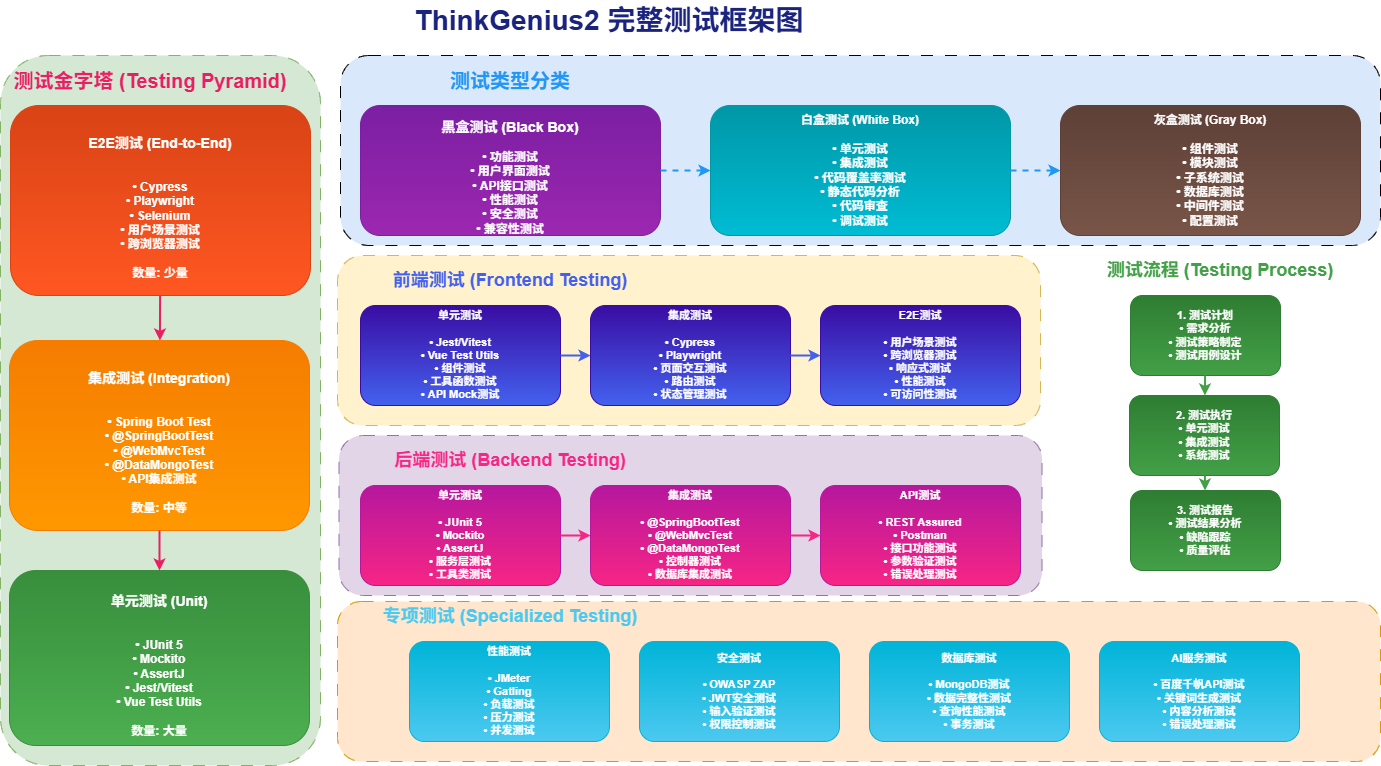 ThinkGenius2 完整测试框架图
测试金字塔 (Testing Pyramid)
E2E测试 (End-to-End)
• Cypress
• Playwright
• Selenium
• 用户场景测试
• 跨浏览器测试
数量: 少量
集成测试 (Integration)
• Spring Boot Test
• @SpringBootTest
• @WebMvcTest
• @DataMongoTest
• API集成测试
数量: 中等
单元测试 (Unit)
• JUnit 5
• Mockito
• AssertJ
• Jest/Vitest
• Vue Test Utils
数量: 大量
测试类型分类
黑盒测试 (Black Box)
• 功能测试
• 用户界面测试
• API接口测试
• 性能测试
• 安全测试
• 兼容性测试
白盒测试 (White Box)
• 单元测试
• 集成测试
• 代码覆盖率测试
• 静态代码分析
• 代码审查
• 调试测试
灰盒测试 (Gray Box)
• 组件测试
• 模块测试
• 子系统测试
• 数据库测试
• 中间件测试
• 配置测试
前端测试 (Frontend Testing)
单元测试
• Jest/Vitest
• Vue Test Utils
• 组件测试
• 工具函数测试
• API Mock测试
集成测试
• Cypress
• Playwright
• 页面交互测试
• 路由测试
• 状态管理测试
E2E测试
• 用户场景测试
• 跨浏览器测试
• 响应式测试
• 性能测试
• 可访问性测试
后端测试 (Backend Testing)
单元测试
• JUnit 5
• Mockito
• AssertJ
• 服务层测试
• 工具类测试
集成测试
• @SpringBootTest
• @WebMvcTest
• @DataMongoTest
• 控制器测试
• 数据库集成测试
API测试
• REST Assured
• Postman
• 接口功能测试
• 参数验证测试
• 错误处理测试
测试流程 (Testing Process)
1. 测试计划
• 需求分析
• 测试策略制定
• 测试用例设计
2. 测试执行
• 单元测试
• 集成测试
• 系统测试
3. 测试报告
• 测试结果分析
• 缺陷跟踪
• 质量评估
专项测试 (Specialized Testing)
性能测试
• JMeter
• Gatling
• 负载测试
• 压力测试
• 并发测试
安全测试
• OWASP ZAP
• JWT安全测试
• 输入验证测试
• 权限控制测试
数据库测试
• MongoDB测试
• 数据完整性测试
• 查询性能测试
• 事务测试
AI服务测试
• 百度千帆API测试
• 关键词生成测试
• 内容分析测试
• 错误处理测试